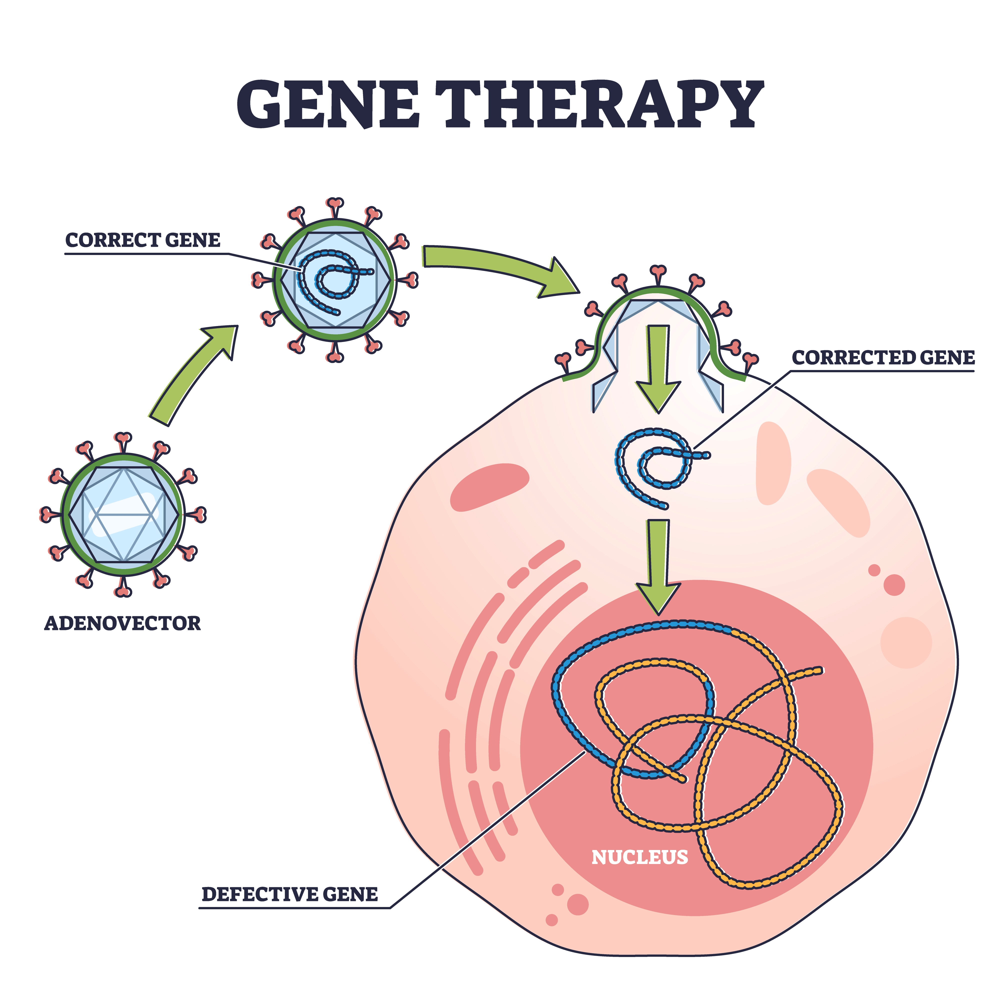 GENE THERAPY
CORRECT GENE
CORRECTED GENE
ADENOVECTOR
NUCLEUS
DEFECTIVE GENE